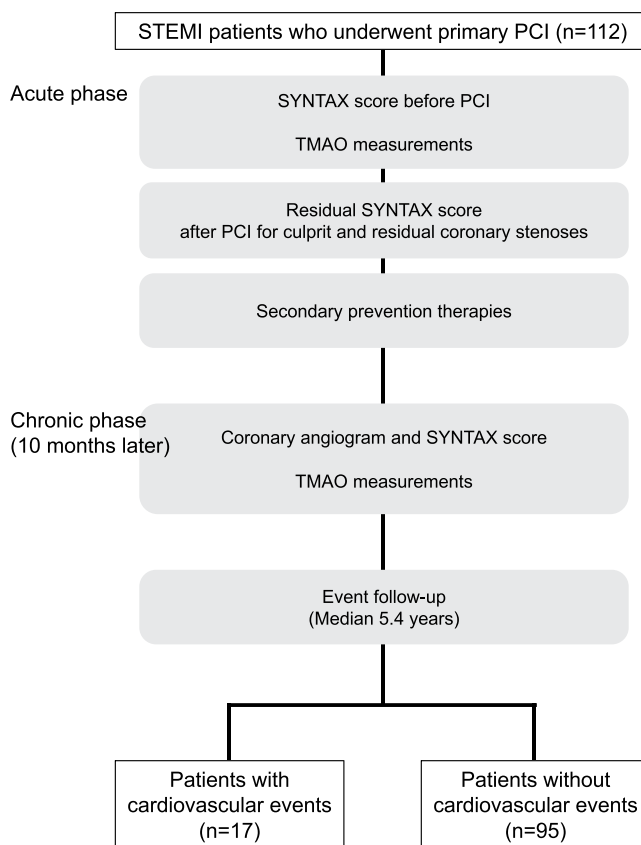 STEMI patients who underwent primary PCI (n=112)
Acute phase
SYNTAX score before PCI
TMAO measurements
Residual SYNTAX score
after PCI for culprit and residual coronary stenoses
Secondary prevention therapies
Chronic phase
(10 months later)
Coronary angiogram and SYNTAX score
TMAO measurements
Event follow-up
(Median 5.4 years)
Patients with
cardiovascular events
(n=17)
Patients without
cardiovascular events
(n=95)